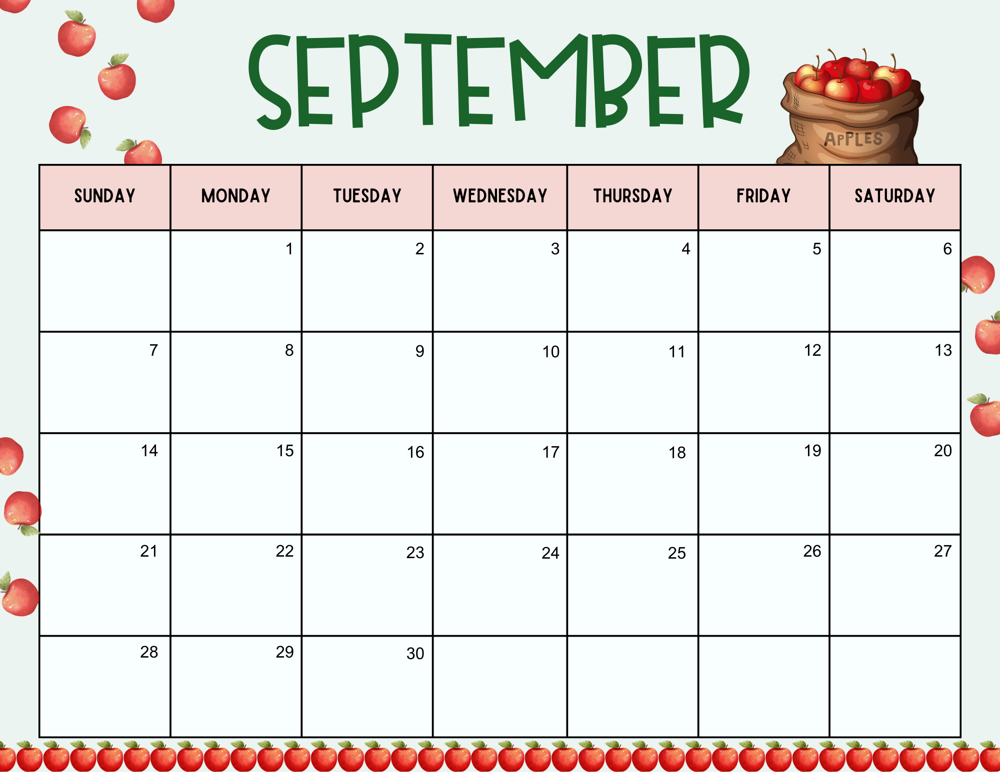 SEPTEMBER
APPLES
SUNDAY MONDAY TUESDAY WEDNESDAY THURSDAY FRIDAY SATURDAY
1 2 3 4 5 6
7 8 9 10 11 12 13
14 15 16 17 18 19 20
21 22 23 24 25 26 27
28 29 30